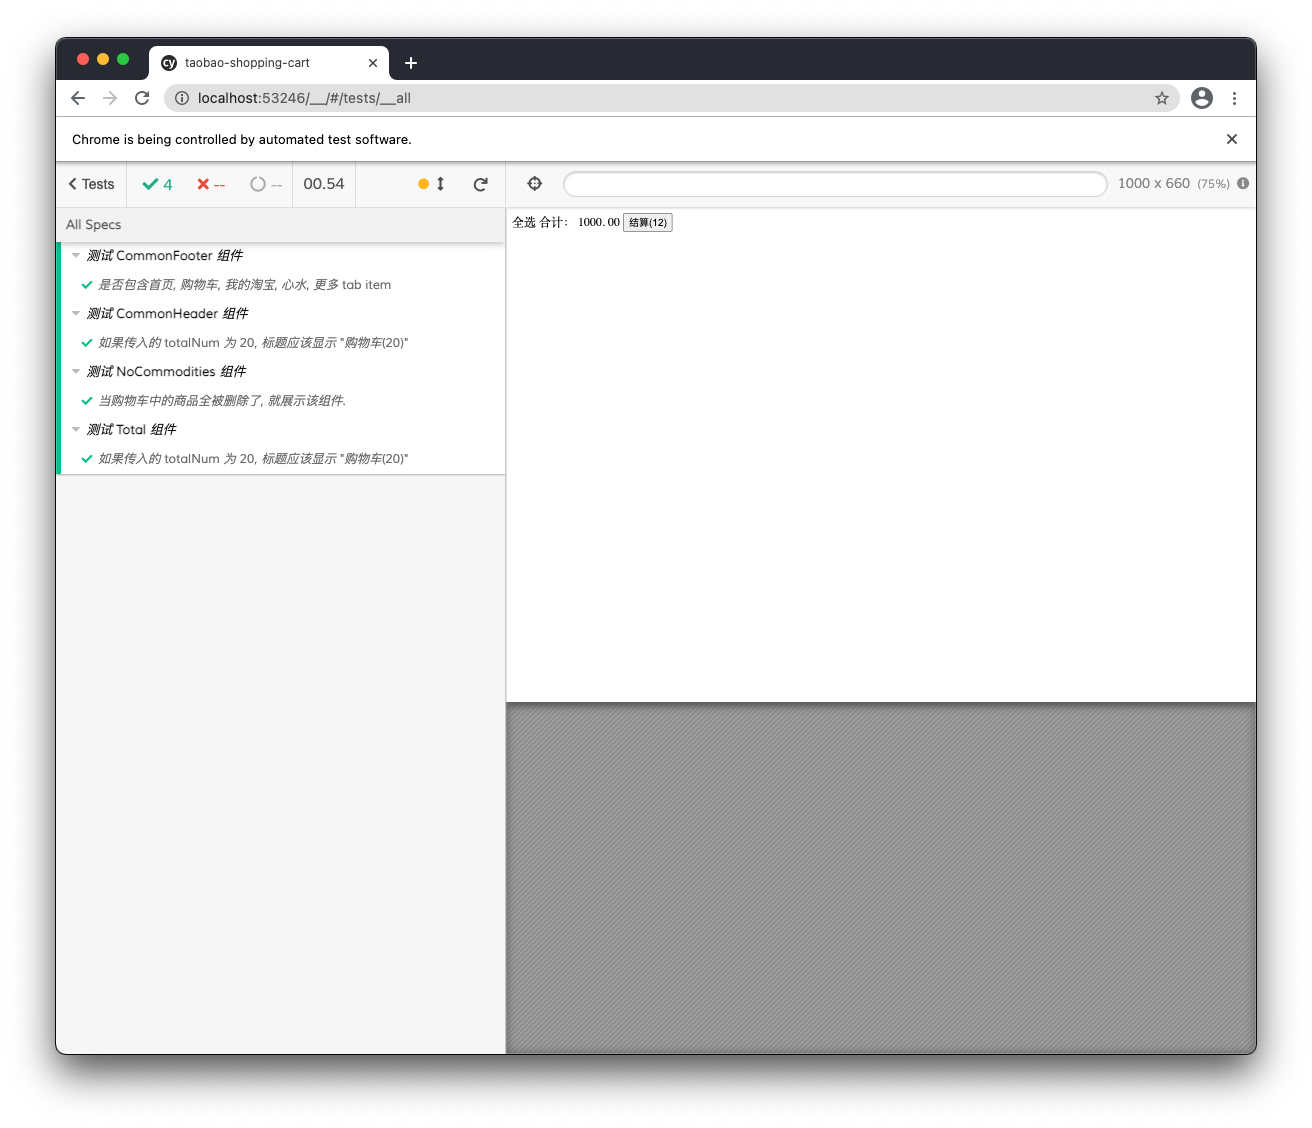 cy taobao-shopping-cart
localhost:53246/__/#/tests/__all
Chrome is being controlled by automated test software.
Tests 4 -- -- 00.54 1000 x 660 (75%)
All Specs
全选 合计： 1000.00 结算(12)
测试 CommonFooter 组件
是否包含首页, 购物车, 我的淘宝, 心水, 更多 tab item
测试 CommonHeader 组件
如果传入的 totalNum 为 20, 标题应该显示 "购物车(20)"
测试 NoCommodities 组件
当购物车中的商品全被删除了, 就展示该组件.
测试 Total 组件
如果传入的 totalNum 为 20, 标题应该显示 "购物车(20)"